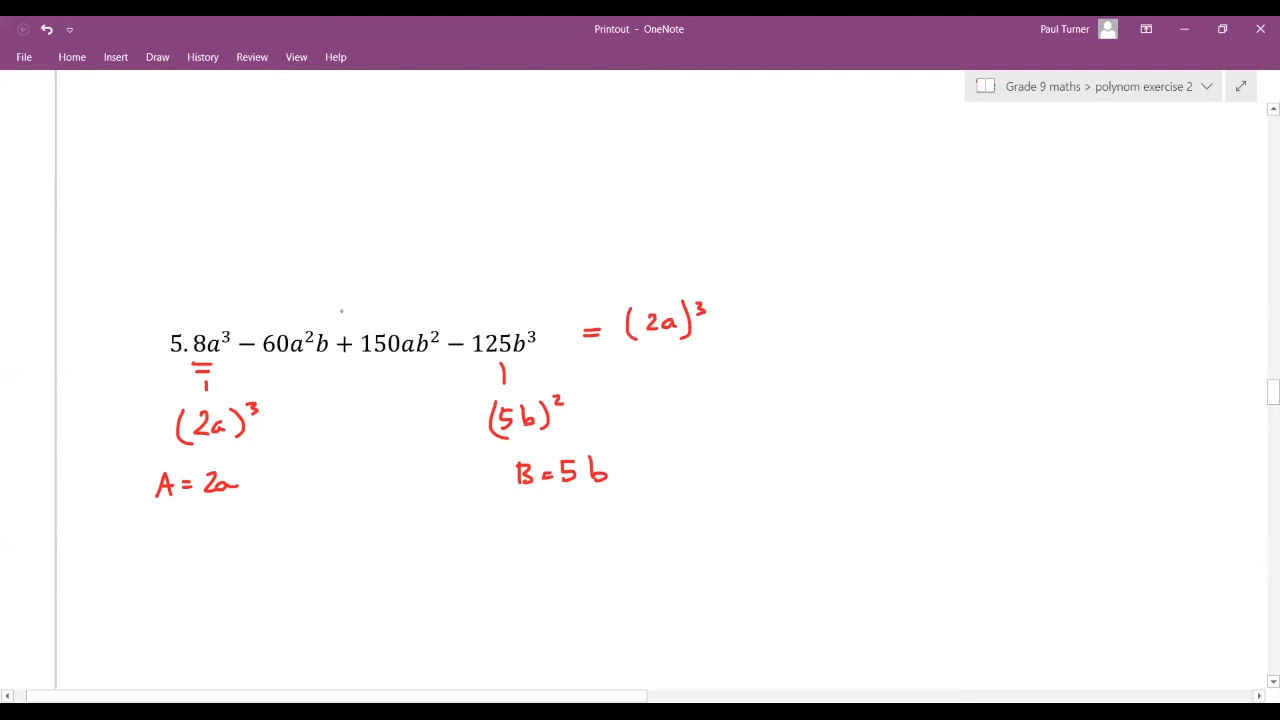 Printout - OneNote
Paul Turner
File Home Insert Draw History Review View Help
Grade 9 maths > polynom exercise 2
5. 8a³ − 60a²b + 150ab² − 125b³ = (2a)³
(2a)³ (5b)²
A = 2a B = 5b